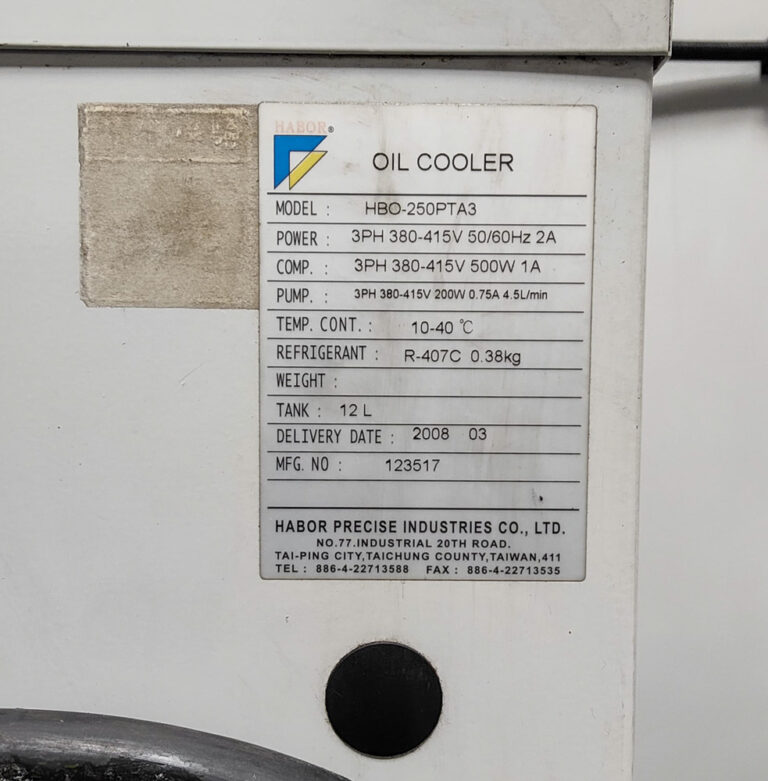 HABOR®
OIL COOLER
MODEL : HBO-250PTA3
POWER : 3PH 380-415V 50/60Hz 2A
COMP. : 3PH 380-415V 500W 1A
PUMP. : 3PH 380-415V 200W 0.75A 4.5L/min
TEMP. CONT. : 10-40 ℃
REFRIGERANT : R-407C 0.38kg
WEIGHT :
TANK : 12 L
DELIVERY DATE : 2008 03
MFG. NO : 123517
HABOR PRECISE INDUSTRIES CO., LTD.
NO.77.INDUSTRIAL 20TH ROAD.
TAI-PING CITY,TAICHUNG COUNTY,TAIWAN,411
TEL : 886-4-22713588 FAX : 886-4-22713535